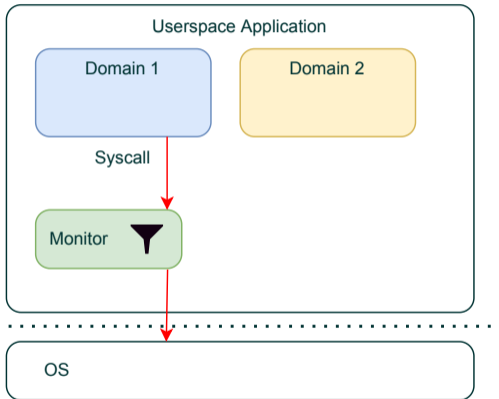 Userspace Application
Domain 1
Domain 2
Syscall
Monitor
OS